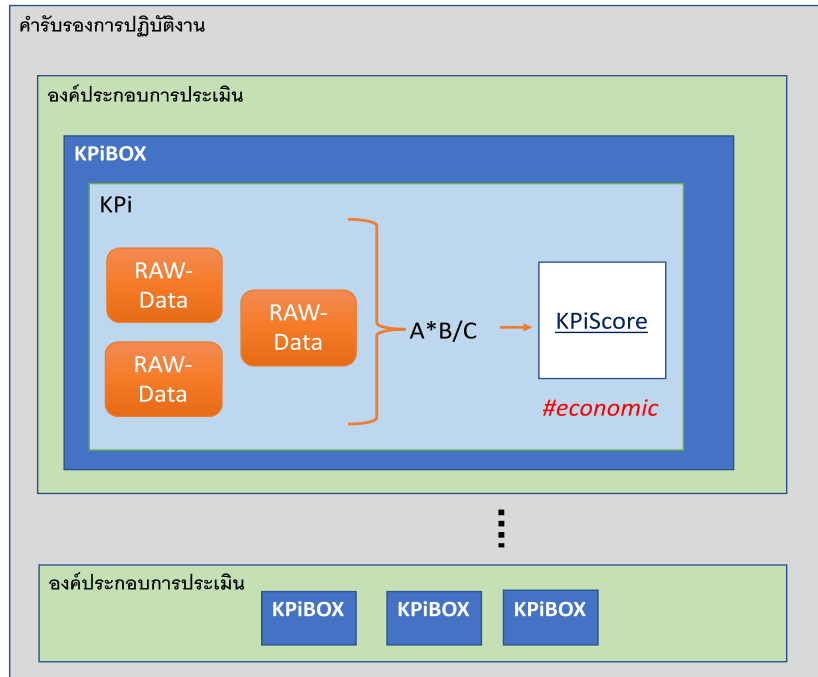 คำรับรองการปฏิบัติงาน
องค์ประกอบการประเมิน
KPiBOX
KPi
RAW-
Data
RAW-
Data
RAW-
Data
A*B/C
KPiScore
#economic
องค์ประกอบการประเมิน
KPiBOX
KPiBOX
KPiBOX